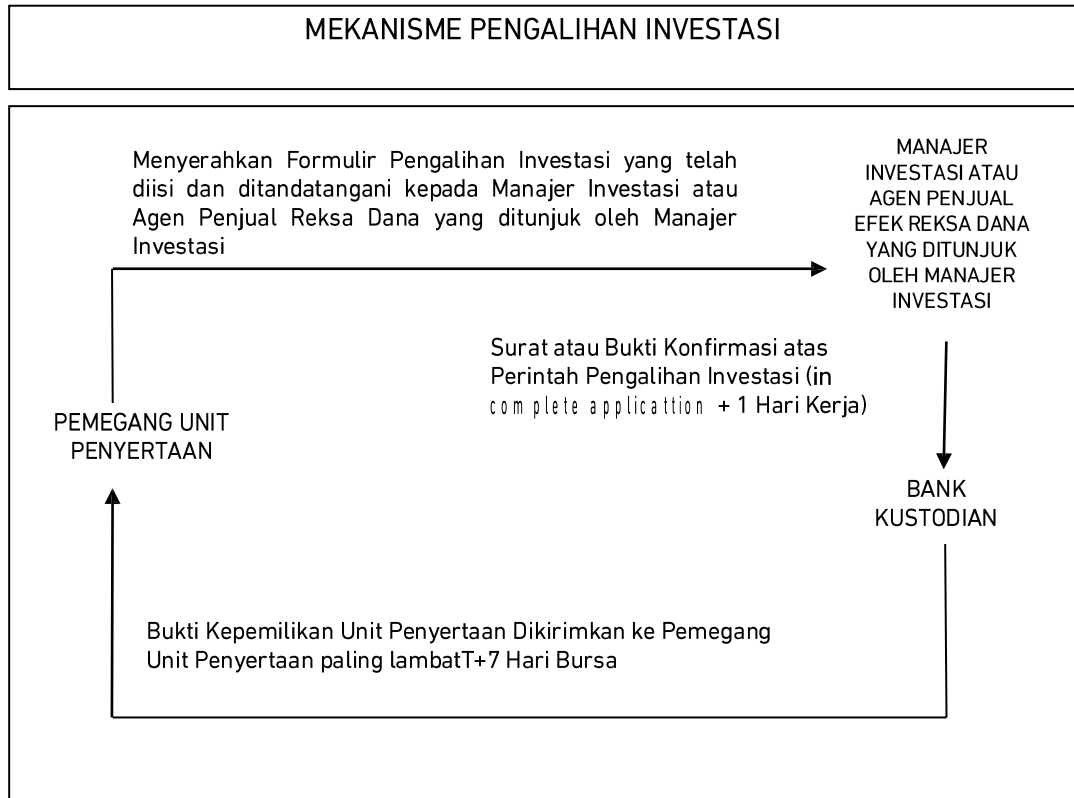 MEKANISME PENGALIHAN INVESTASI
Menyerahkan Formulir Pengalihan Investasi yang telah
diisi dan ditandatangani kepada Manajer Investasi atau
Agen Penjual Reksa Dana yang ditunjuk oleh Manajer
Investasi
MANAJER
INVESTASI ATAU
AGEN PENJUAL
EFEK REKSA DANA
YANG DITUNJUK
OLEH MANAJER
INVESTASI
Surat atau Bukti Konfirmasi atas
Perintah Pengalihan Investasi (in
complete applicattion + 1 Hari Kerja)
PEMEGANG UNIT
PENYERTAAN
BANK
KUSTODIAN
Bukti Kepemilikan Unit Penyertaan Dikirimkan ke Pemegang
Unit Penyertaan paling lambatT+7 Hari Bursa